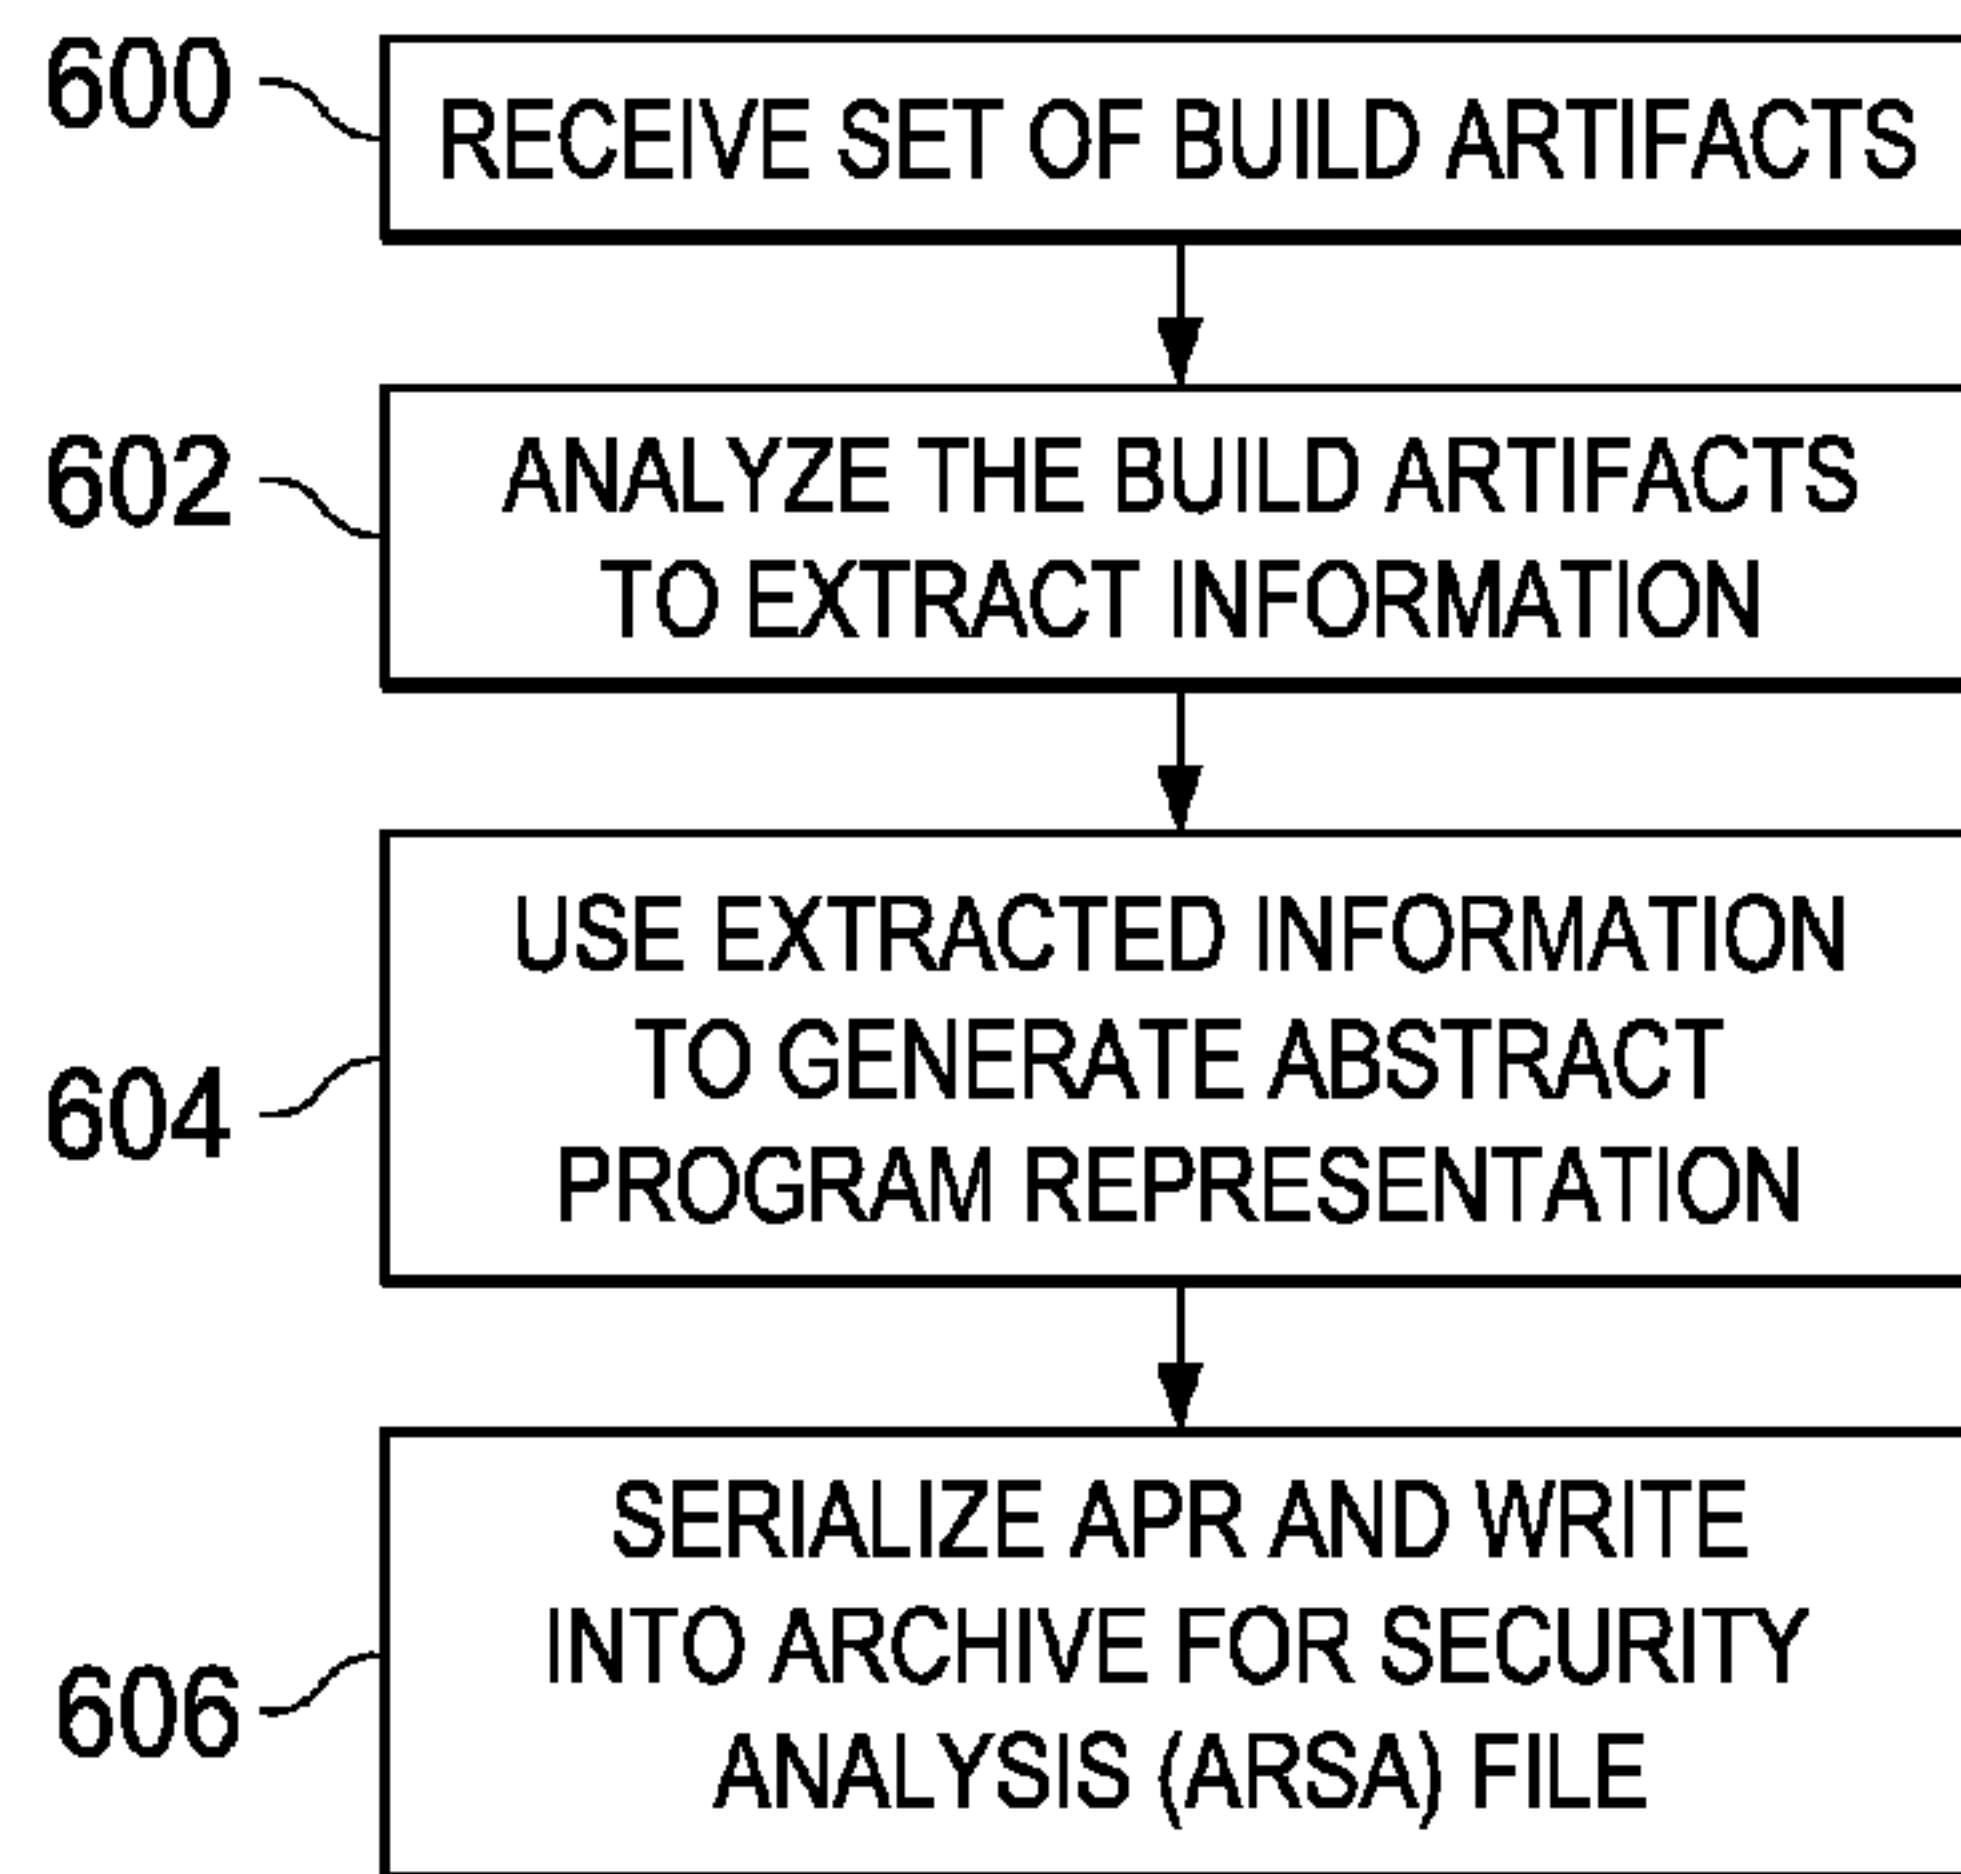 600
RECEIVE SET OF BUILD ARTIFACTS
602
ANALYZE THE BUILD ARTIFACTS
TO EXTRACT INFORMATION
604
USE EXTRACTED INFORMATION
TO GENERATE ABSTRACT
PROGRAM REPRESENTATION
606
SERIALIZE APR AND WRITE
INTO ARCHIVE FOR SECURITY
ANALYSIS (ARSA) FILE